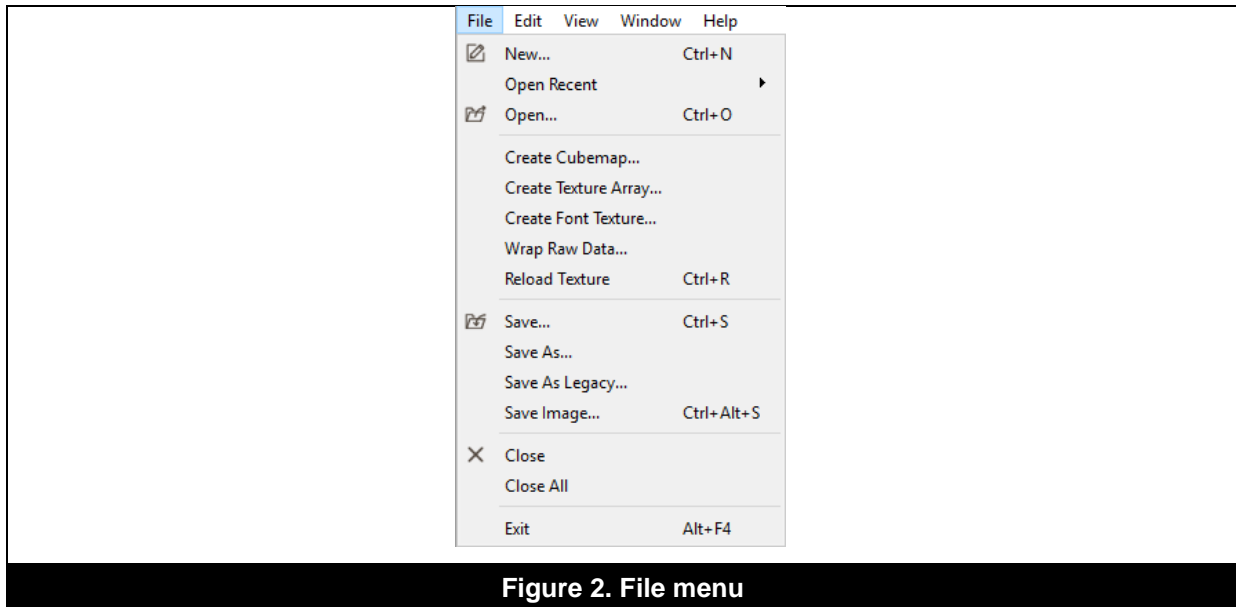 File Edit View Window Help
New... Ctrl+N
Open Recent
Open... Ctrl+O
Create Cubemap...
Create Texture Array...
Create Font Texture...
Wrap Raw Data...
Reload Texture Ctrl+R
Save... Ctrl+S
Save As...
Save As Legacy...
Save Image... Ctrl+Alt+S
Close
Close All
Exit Alt+F4
Figure 2. File menu